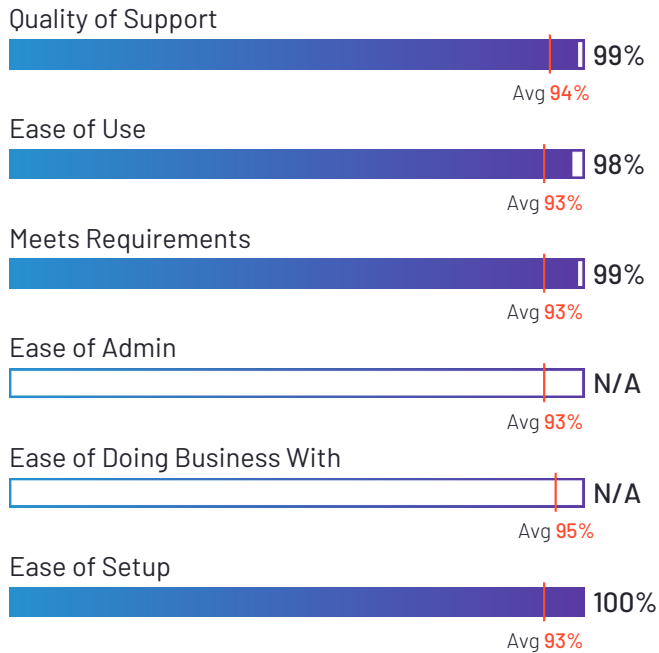 Quality of Support
99%
Avg 94%
Ease of Use
98%
Avg 93%
Meets Requirements
99%
Avg 93%
Ease of Admin
N/A
Avg 93%
Ease of Doing Business With
N/A
Avg 95%
Ease of Setup
100%
Avg 93%